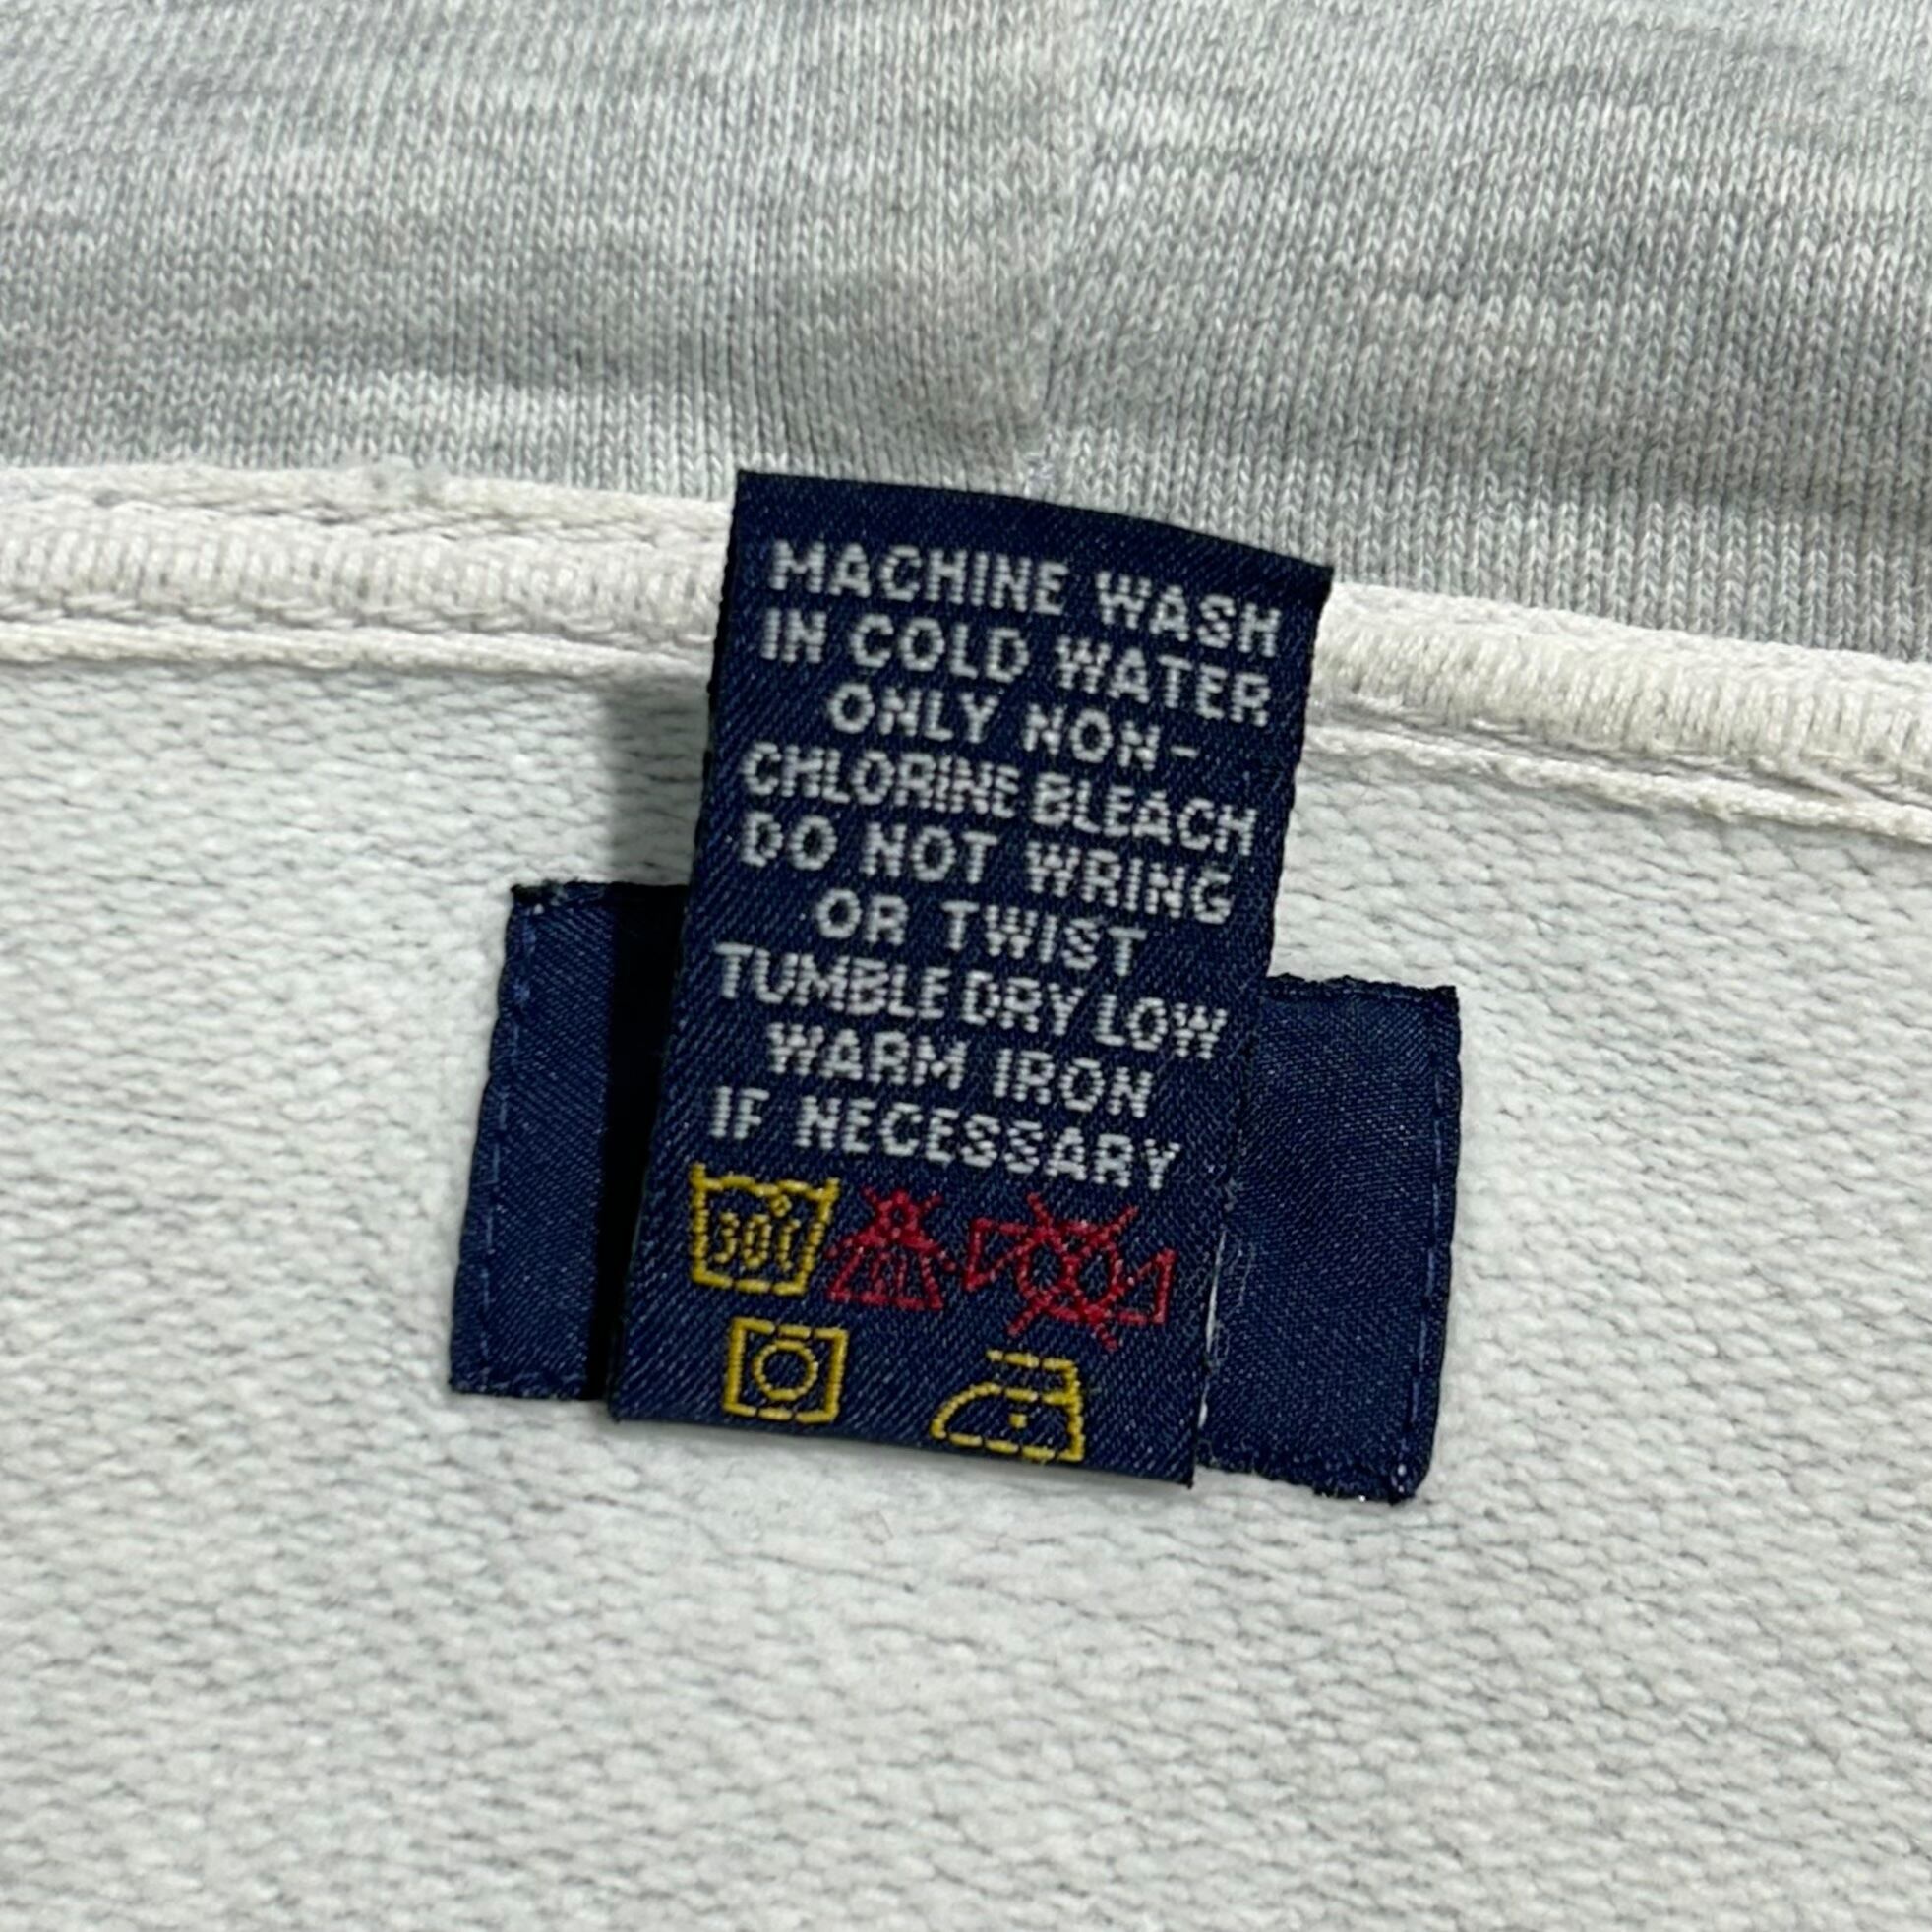 MACHINE WASH
IN COLD WATER
ONLY NON-
CHLORINE BLEACH
DO NOT WRING
OR TWIST
TUMBLE DRY LOW
WARM IRON
IF NECESSARY
30°C
CL